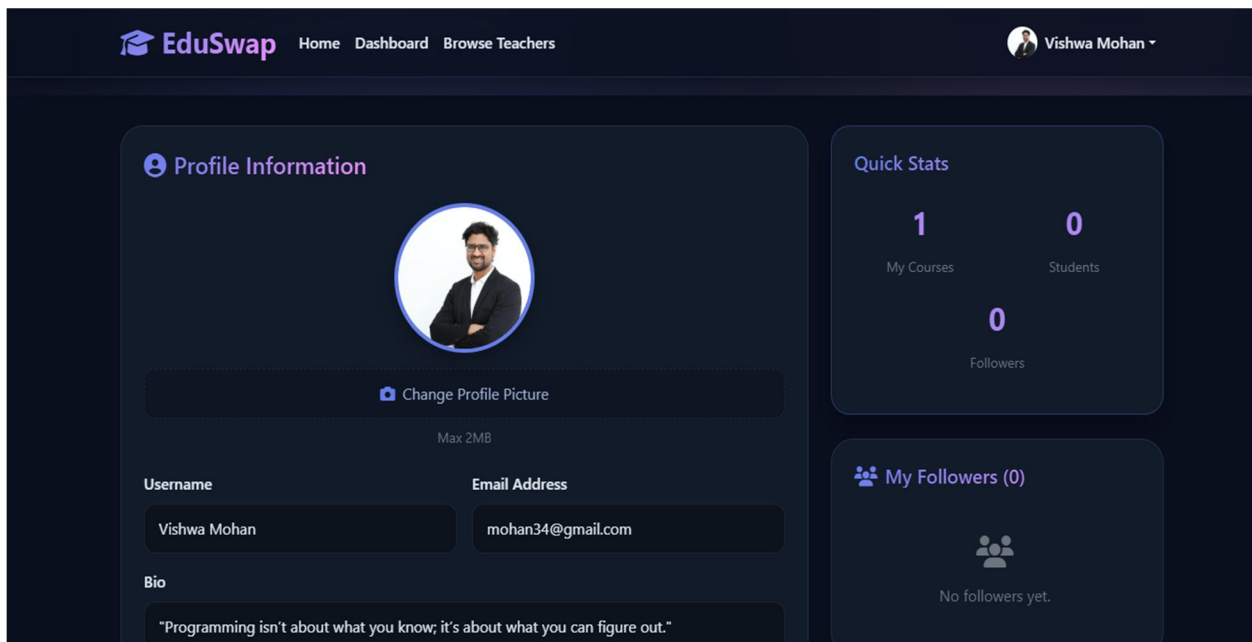 EduSwap Home Dashboard Browse Teachers Vishwa Mohan
Profile Information
Change Profile Picture
Max 2MB
Username Email Address
Vishwa Mohan mohan34@gmail.com
Bio
"Programming isn't about what you know; it's about what you can figure out."
Quick Stats
1 0
My Courses Students
0
Followers
My Followers (0)
No followers yet.